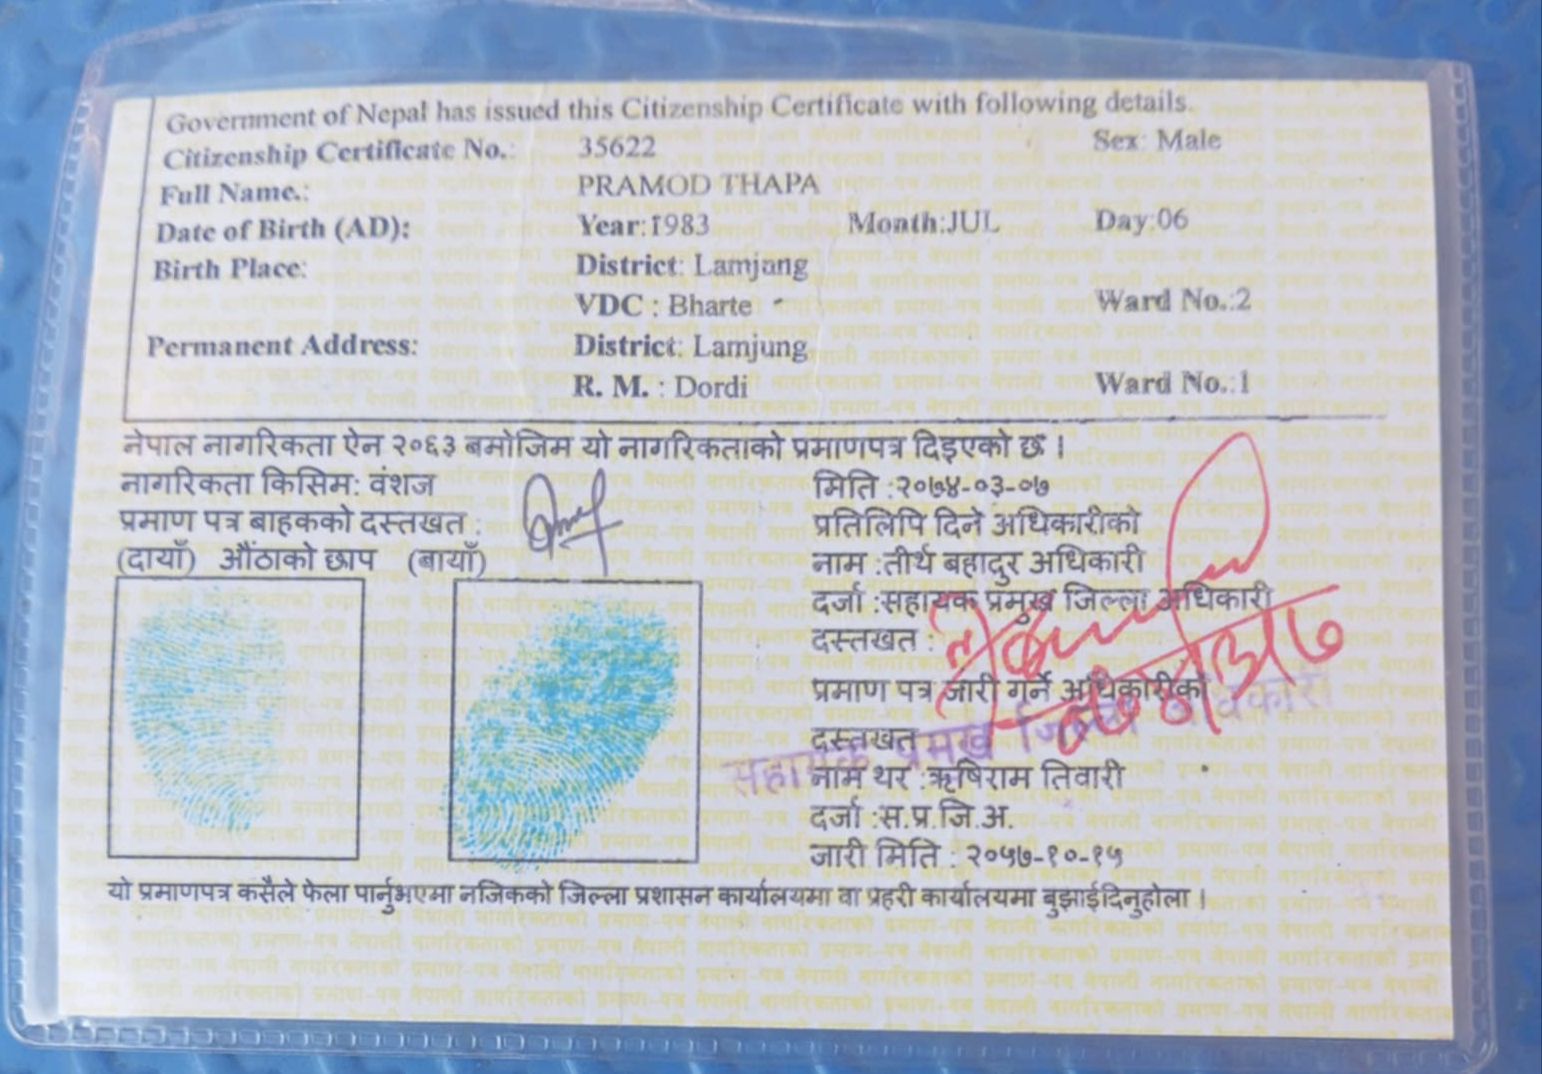 Government of Nepal has issued this Citizenship Certificate with following details.
Citizenship Certificate No.: 35622 Sex: Male
Full Name.: PRAMOD THAPA
Date of Birth (AD): Year:1983 Month:JUL Day:06
Birth Place: District: Lamjung
VDC : Bharte Ward No.:2
Permanent Address: District: Lamjung
R. M. : Dordi Ward No.:1
नेपाल नागरिकता ऐन २०६३ बमोजिम यो नागरिकताको प्रमाणपत्र दिइएको छ ।
नागरिकता किसिम: वंशज
प्रमाण पत्र बाहकको दस्तखत :
(दायाँ) औंठाको छाप (बायाँ)
मिति :२०७४-०३-०७
प्रतिलिपि दिने अधिकारीको
नाम :तीर्थ बहादुर अधिकारी
दर्जा :सहायक प्रमुख जिल्ला अधिकारी
दस्तखत :
प्रमाण पत्र जारी गर्ने अधिकारीको
दस्तखत
सहायक प्रमुख जिल्ला अधिकारी
नाम थर :ऋषिराम तिवारी
दर्जा :स.प्र.जि.अ.
जारी मिति : २०५७-१०-१५
यो प्रमाणपत्र कसैले फेला पार्नुभएमा नजिकको जिल्ला प्रशासन कार्यालयमा वा प्रहरी कार्यालयमा बुझाईदिनुहोला ।